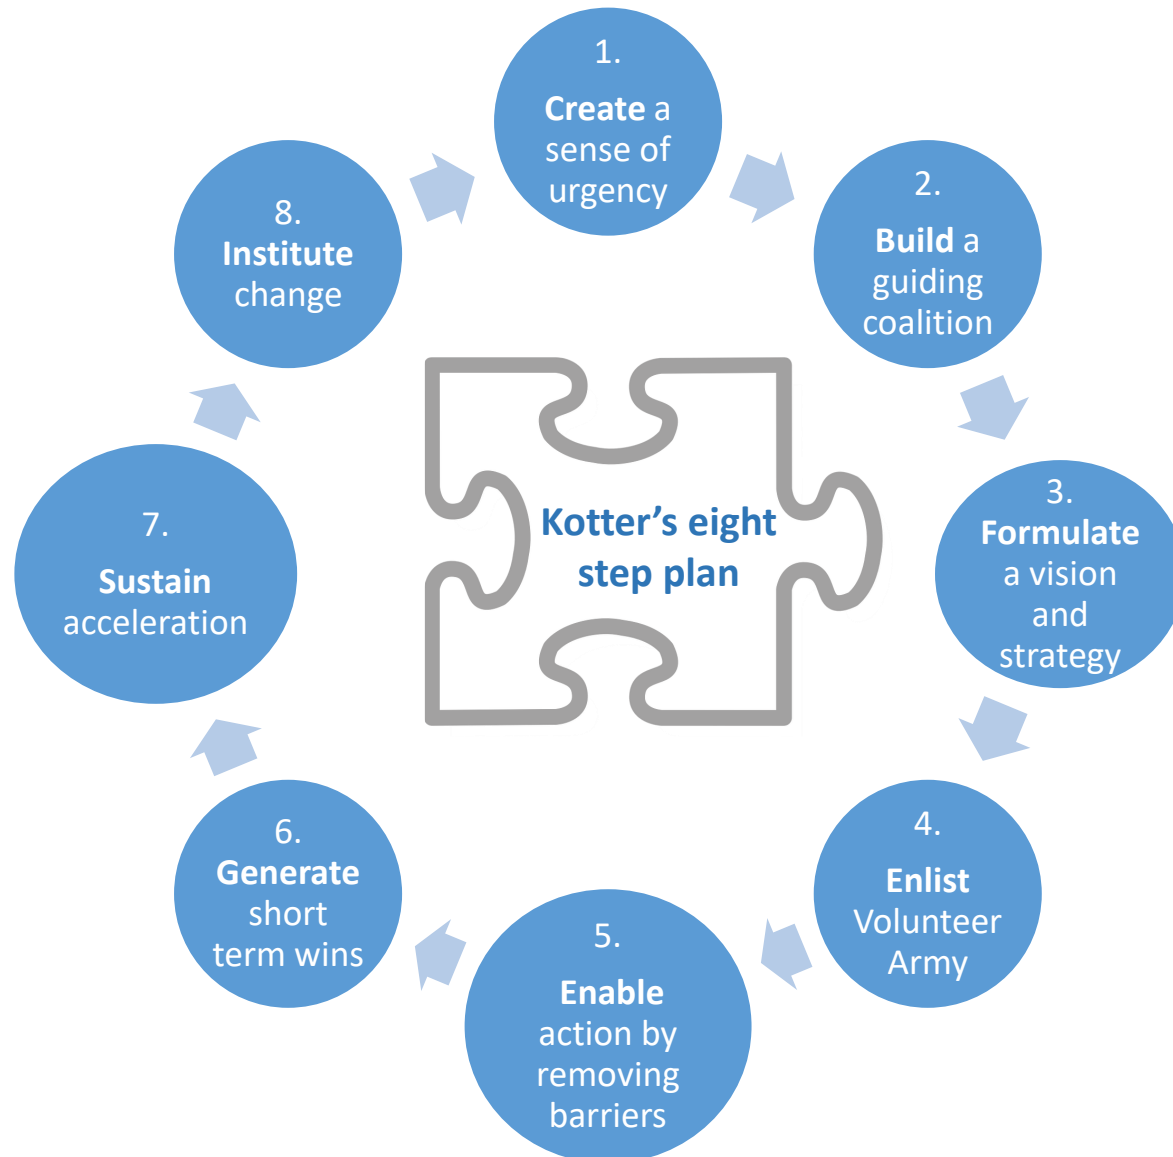 1.
Create a
sense of
urgency
2.
Build a
guiding
coalition
3.
Formulate
a vision
and
strategy
4.
Enlist
Volunteer
Army
5.
Enable
action by
removing
barriers
6.
Generate
short
term wins
7.
Sustain
acceleration
8.
Institute
change
Kotter’s eight
step plan